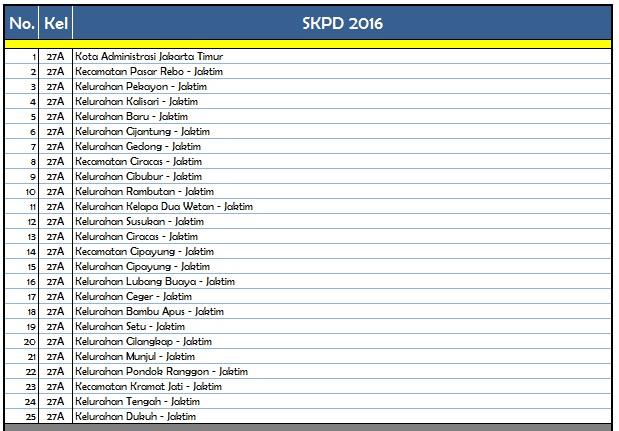 No. Kel SKPD 2016
1 27A Kota Administrasi Jakarta Timur
2 27A Kecamatan Pasar Rebo - Jaktim
3 27A Kelurahan Pekayon - Jaktim
4 27A Kelurahan Kalisari - Jaktim
5 27A Kelurahan Baru - Jaktim
6 27A Kelurahan Cijantung - Jaktim
7 27A Kelurahan Gedong - Jaktim
8 27A Kecamatan Ciracas - Jaktim
9 27A Kelurahan Cibubur - Jaktim
10 27A Kelurahan Rambutan - Jaktim
11 27A Kelurahan Kelapa Dua Wetan - Jaktim
12 27A Kelurahan Susukan - Jaktim
13 27A Kelurahan Ciracas - Jaktim
14 27A Kecamatan Cipayung - Jaktim
15 27A Kelurahan Cipayung - Jaktim
16 27A Kelurahan Lubang Buaya - Jaktim
17 27A Kelurahan Ceger - Jaktim
18 27A Kelurahan Bambu Apus - Jaktim
19 27A Kelurahan Setu - Jaktim
20 27A Kelurahan Cilangkap - Jaktim
21 27A Kelurahan Munjul - Jaktim
22 27A Kelurahan Pondok Ranggon - Jaktim
23 27A Kecamatan Kramat Jati - Jaktim
24 27A Kelurahan Tengah - Jaktim
25 27A Kelurahan Dukuh - Jaktim